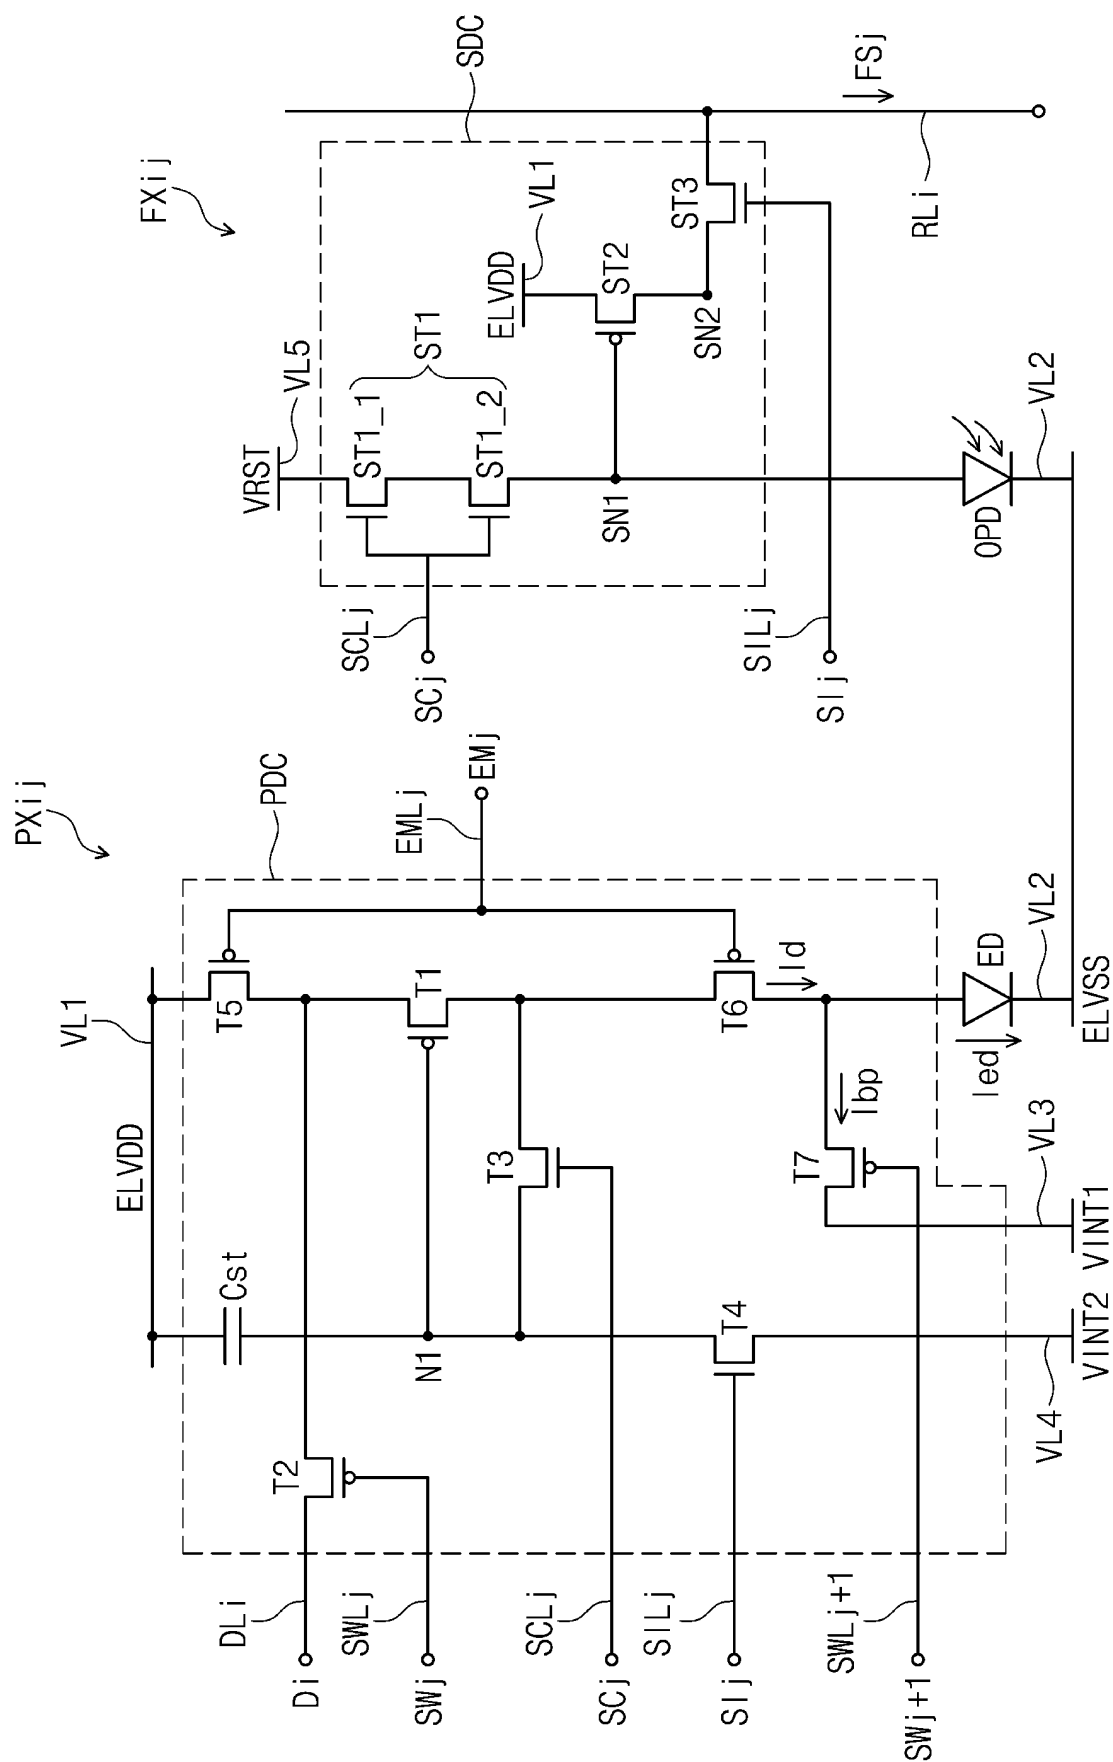 PXij
FXij
VL1
ELVDD
PDC
Cst
T5
T2
DLi
Di
SWLj
SWj
N1
T1
EMLj
EMj
T3
SCLj
SCj
T4
SILj
SIj
T6
Id
T7
Ibp
SWLj+1
SWj+1
VL4
VINT2
VL3
VINT1
Ied
ED
VL2
ELVSS
VRST
VL5
SDC
ST1_1
ST1_2
ST1
SCLj
SCj
SN1
ELVDD
VL1
ST2
SN2
ST3
FSj
RLi
SILj
SIj
OPD
VL2